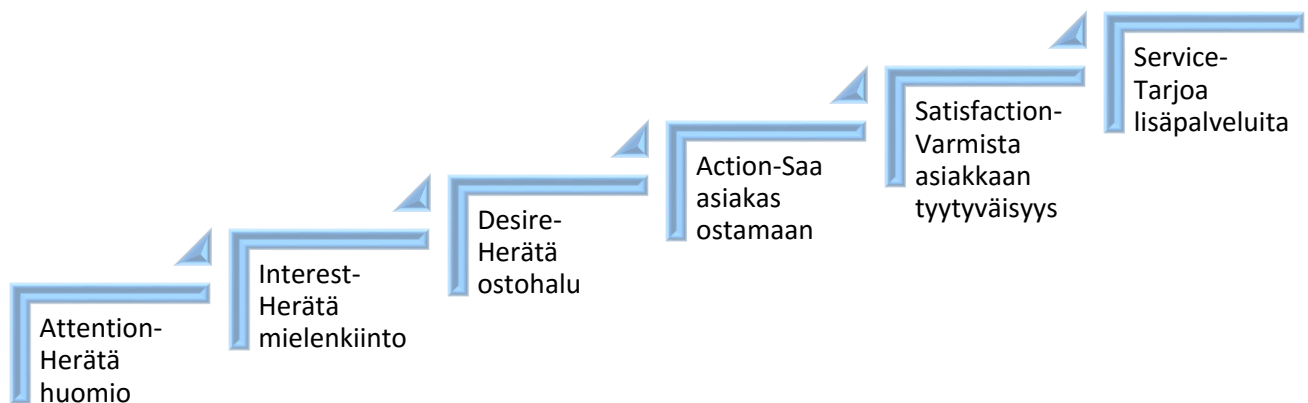 Attention-
Herätä
huomio
Interest-
Herätä
mielenkiinto
Desire-
Herätä
ostohalu
Action-Saa
asiakas
ostamaan
Satisfaction-
Varmista
asiakkaan
tyytyväisyys
Service-
Tarjoa
lisäpalveluita